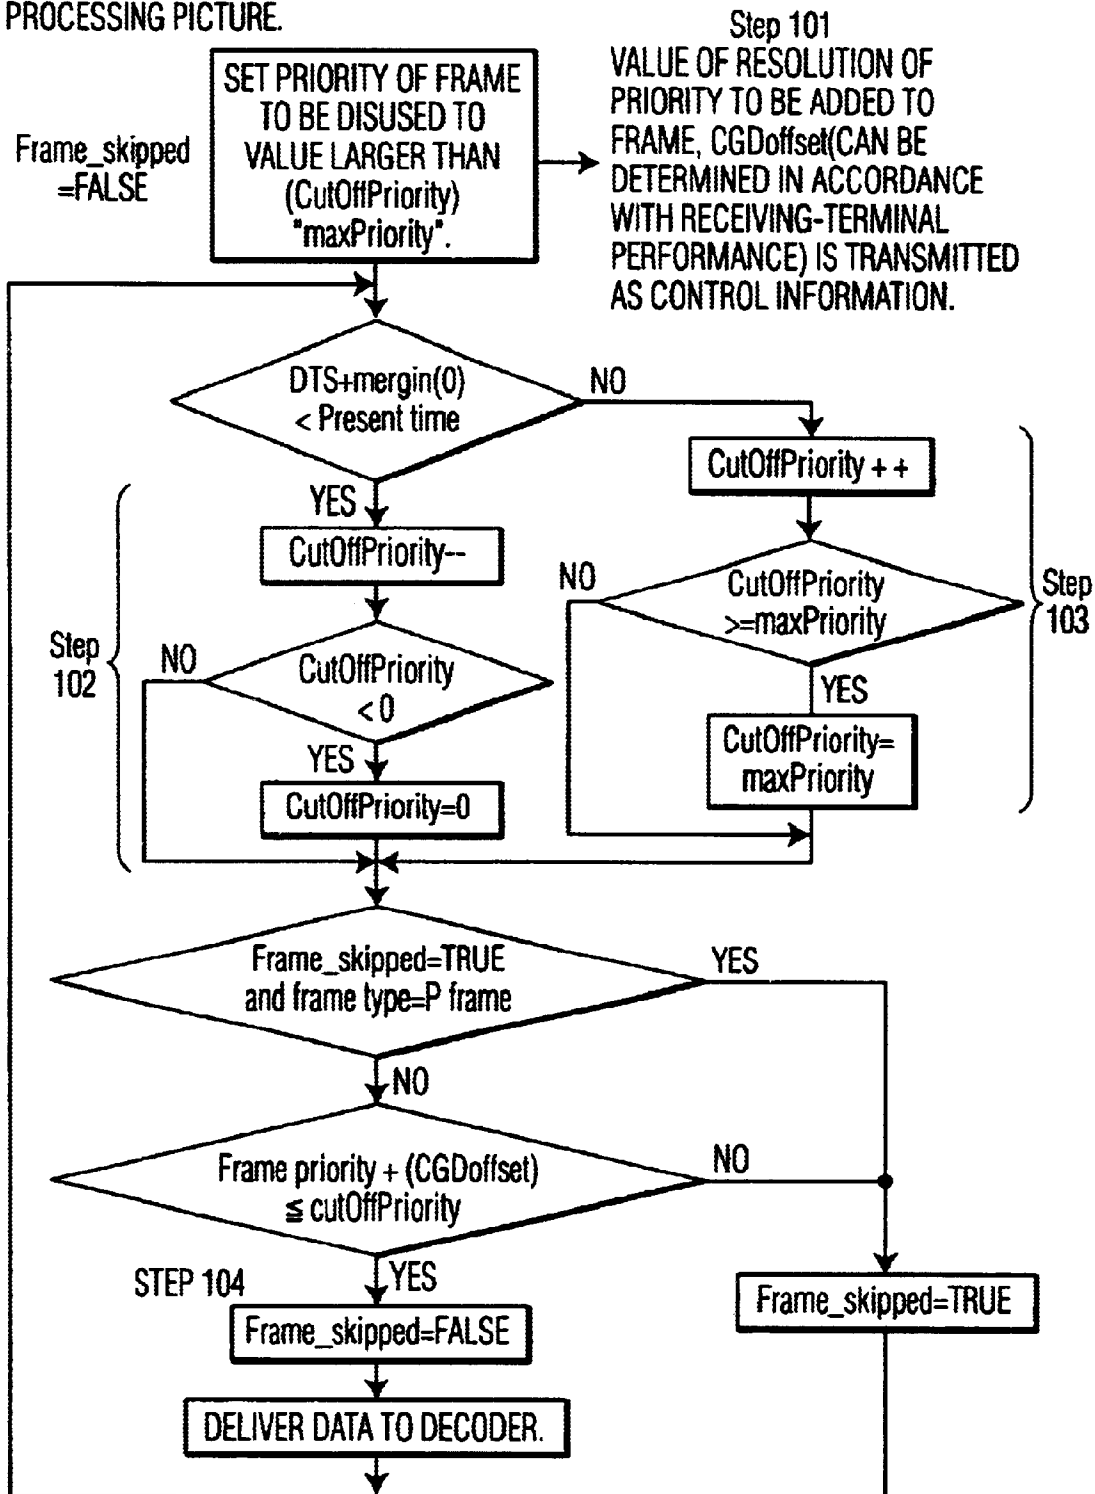 PROCESSING PICTURE.
Frame_skipped
=FALSE
SET PRIORITY OF FRAME
TO BE DISUSED TO
VALUE LARGER THAN
(CutOffPriority)
"maxPriority".
Step 101
VALUE OF RESOLUTION OF
PRIORITY TO BE ADDED TO
FRAME, CGDoffset(CAN BE
DETERMINED IN ACCORDANCE
WITH RECEIVING-TERMINAL
PERFORMANCE) IS TRANSMITTED
AS CONTROL INFORMATION.
DTS+mergin(0)
< Present time
NO
YES
CutOffPriority + +
CutOffPriority--
NO
CutOffPriority
>=maxPriority
Step
103
Step
102
NO
CutOffPriority
< 0
YES
YES
CutOffPriority=
maxPriority
CutOffPriority=0
Frame_skipped=TRUE
and frame type=P frame
YES
NO
Frame priority + (CGDoffset)
≦ cutOffPriority
NO
STEP 104
YES
Frame_skipped=FALSE
Frame_skipped=TRUE
DELIVER DATA TO DECODER.